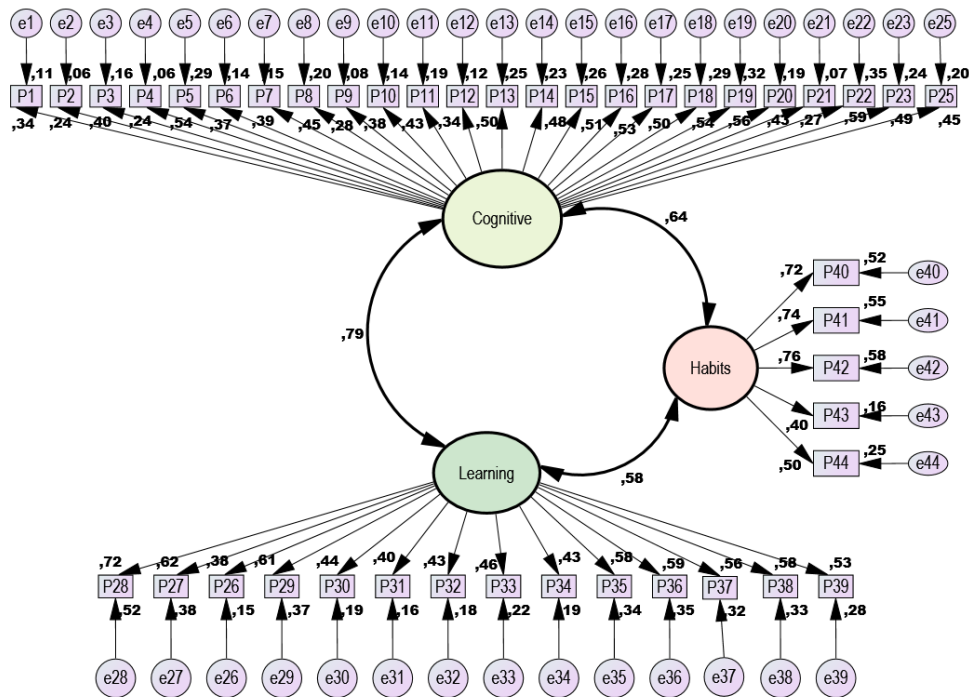 e1 e2 e3 e4 e5 e6 e7 e8 e9 e10 e11 e12 e13 e14 e15 e16 e17 e18 e19 e20 e21 e22 e23 e25
,11 ,06 ,16 ,06 ,29 ,14 ,15 ,20 ,08 ,14 ,19 ,12 ,25 ,23 ,26 ,28 ,25 ,29 ,32 ,19 ,07 ,35 ,24 ,20
P1 P2 P3 P4 P5 P6 P7 P8 P9 P10 P11 P12 P13 P14 P15 P16 P17 P18 P19 P20 P21 P22 P23 P25
,34 ,24 ,40 ,24 ,54 ,37 ,39 ,45 ,28 ,38 ,43 ,34 ,50 ,48 ,51 ,53 ,50 ,54 ,56 ,43 ,27 ,59 ,49 ,45
Cognitive
,64
,79
,72 P40 ,52 e40
,74 P41 ,55 e41
Habits
,76 P42 ,58 e42
,40 P43 ,16 e43
,50 P44 ,25 e44
Learning
,58
,72 ,62 ,38 ,61 ,44 ,40 ,43 ,46 ,43 ,58 ,59 ,56 ,58 ,53
P28 P27 P26 P29 P30 P31 P32 P33 P34 P35 P36 P37 P38 P39
,52 ,38 ,15 ,37 ,19 ,16 ,18 ,22 ,19 ,34 ,35 ,32 ,33 ,28
e28 e27 e26 e29 e30 e31 e32 e33 e34 e35 e36 e37 e38 e39